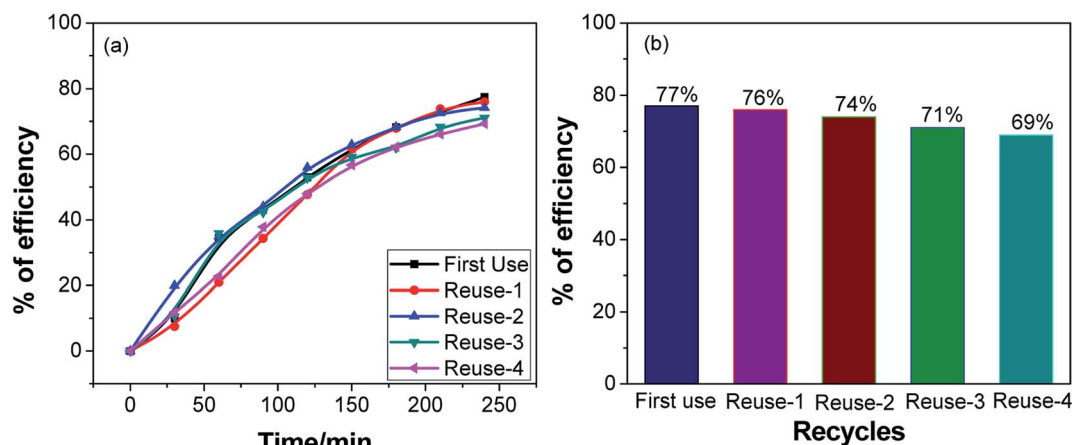 (a)
% of efficiency
100
80
60
40
20
0
0 50 100 150 200 250
Time/min
First Use
Reuse-1
Reuse-2
Reuse-3
Reuse-4
(b)
% of efficiency
100
80
60
40
20
0
77% 76% 74% 71% 69%
First use Reuse-1 Reuse-2 Reuse-3 Reuse-4
Recycles